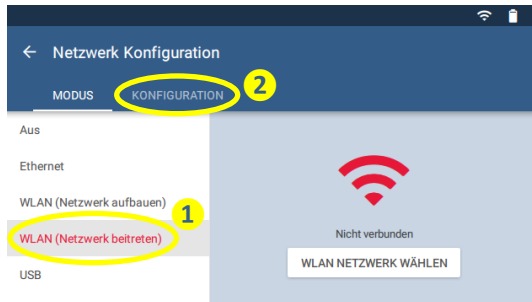 Netzwerk Konfiguration
MODUS KONFIGURATION 2
Aus
Ethernet
WLAN (Netzwerk aufbauen)
1
WLAN (Netzwerk beitreten)
USB
Nicht verbunden
WLAN NETZWERK WÄHLEN